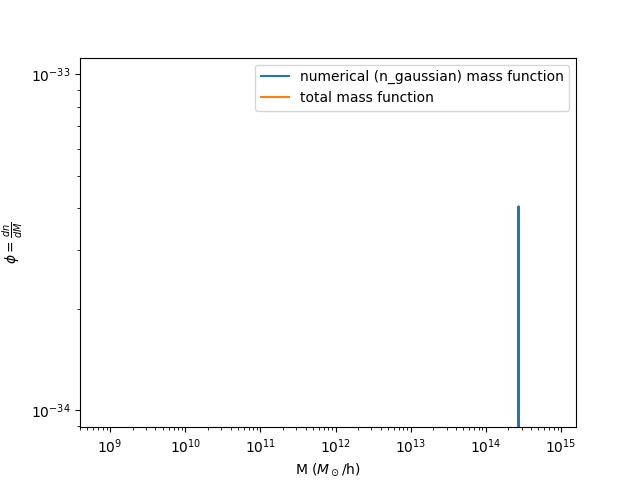 numerical (n_gaussian) mass function
total mass function
10⁻³³
10⁻³⁴
ϕ = dn/dM
10⁹ 10¹⁰ 10¹¹ 10¹² 10¹³ 10¹⁴ 10¹⁵
M (M⊙/h)